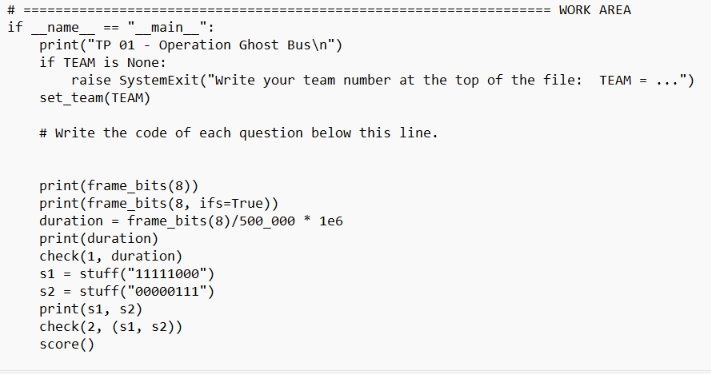 # ================================================================== WORK AREA
if __name__ == "__main__":
    print("TP 01 - Operation Ghost Bus\n")
    if TEAM is None:
        raise SystemExit("Write your team number at the top of the file:  TEAM = ...")
    set_team(TEAM)
    # Write the code of each question below this line.
    print(frame_bits(8))
    print(frame_bits(8, ifs=True))
    duration = frame_bits(8)/500_000 * 1e6
    print(duration)
    check(1, duration)
    s1 = stuff("11111000")
    s2 = stuff("00000111")
    print(s1, s2)
    check(2, (s1, s2))
    score()